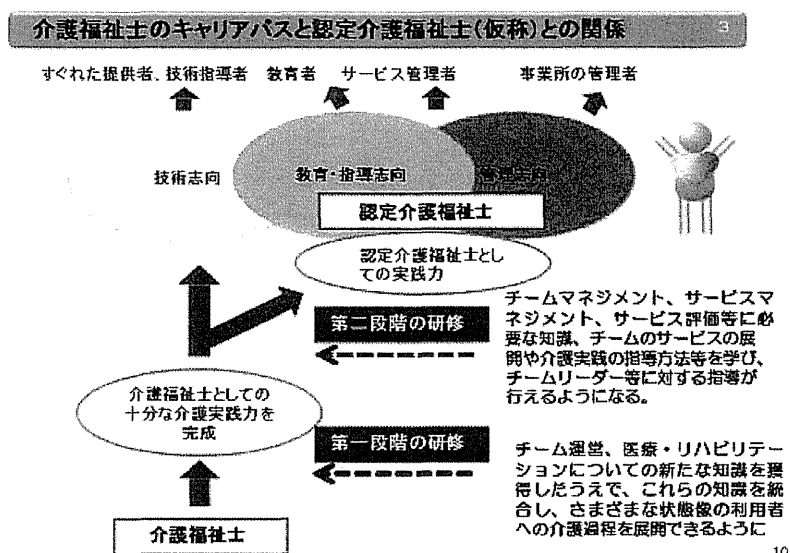 介護福祉士のキャリアパスと認定介護福祉士(仮称)との関係
3
すぐれた提供者、技術指導者 教育者 サービス管理者 事業所の管理者
技術志向
教育・指導志向
管理志向
認定介護福祉士
認定介護福祉士とし
ての実践力
第二段階の研修
チームマネジメント、サービスマ
ネジメント、サービス評価等に必
要な知識、チームのサービスの展
開や介護実践の指導方法等を学び、
チームリーダー等に対する指導が
行えるようになる。
介護福祉士としての
十分な介護実践力を
完成
第一段階の研修
チーム運営、医療・リハビリテー
ションについての新たな知識を獲
得したうえで、これらの知識を統
合し、さまざまな状態像の利用者
への介護過程を展開できるように
介護福祉士
10